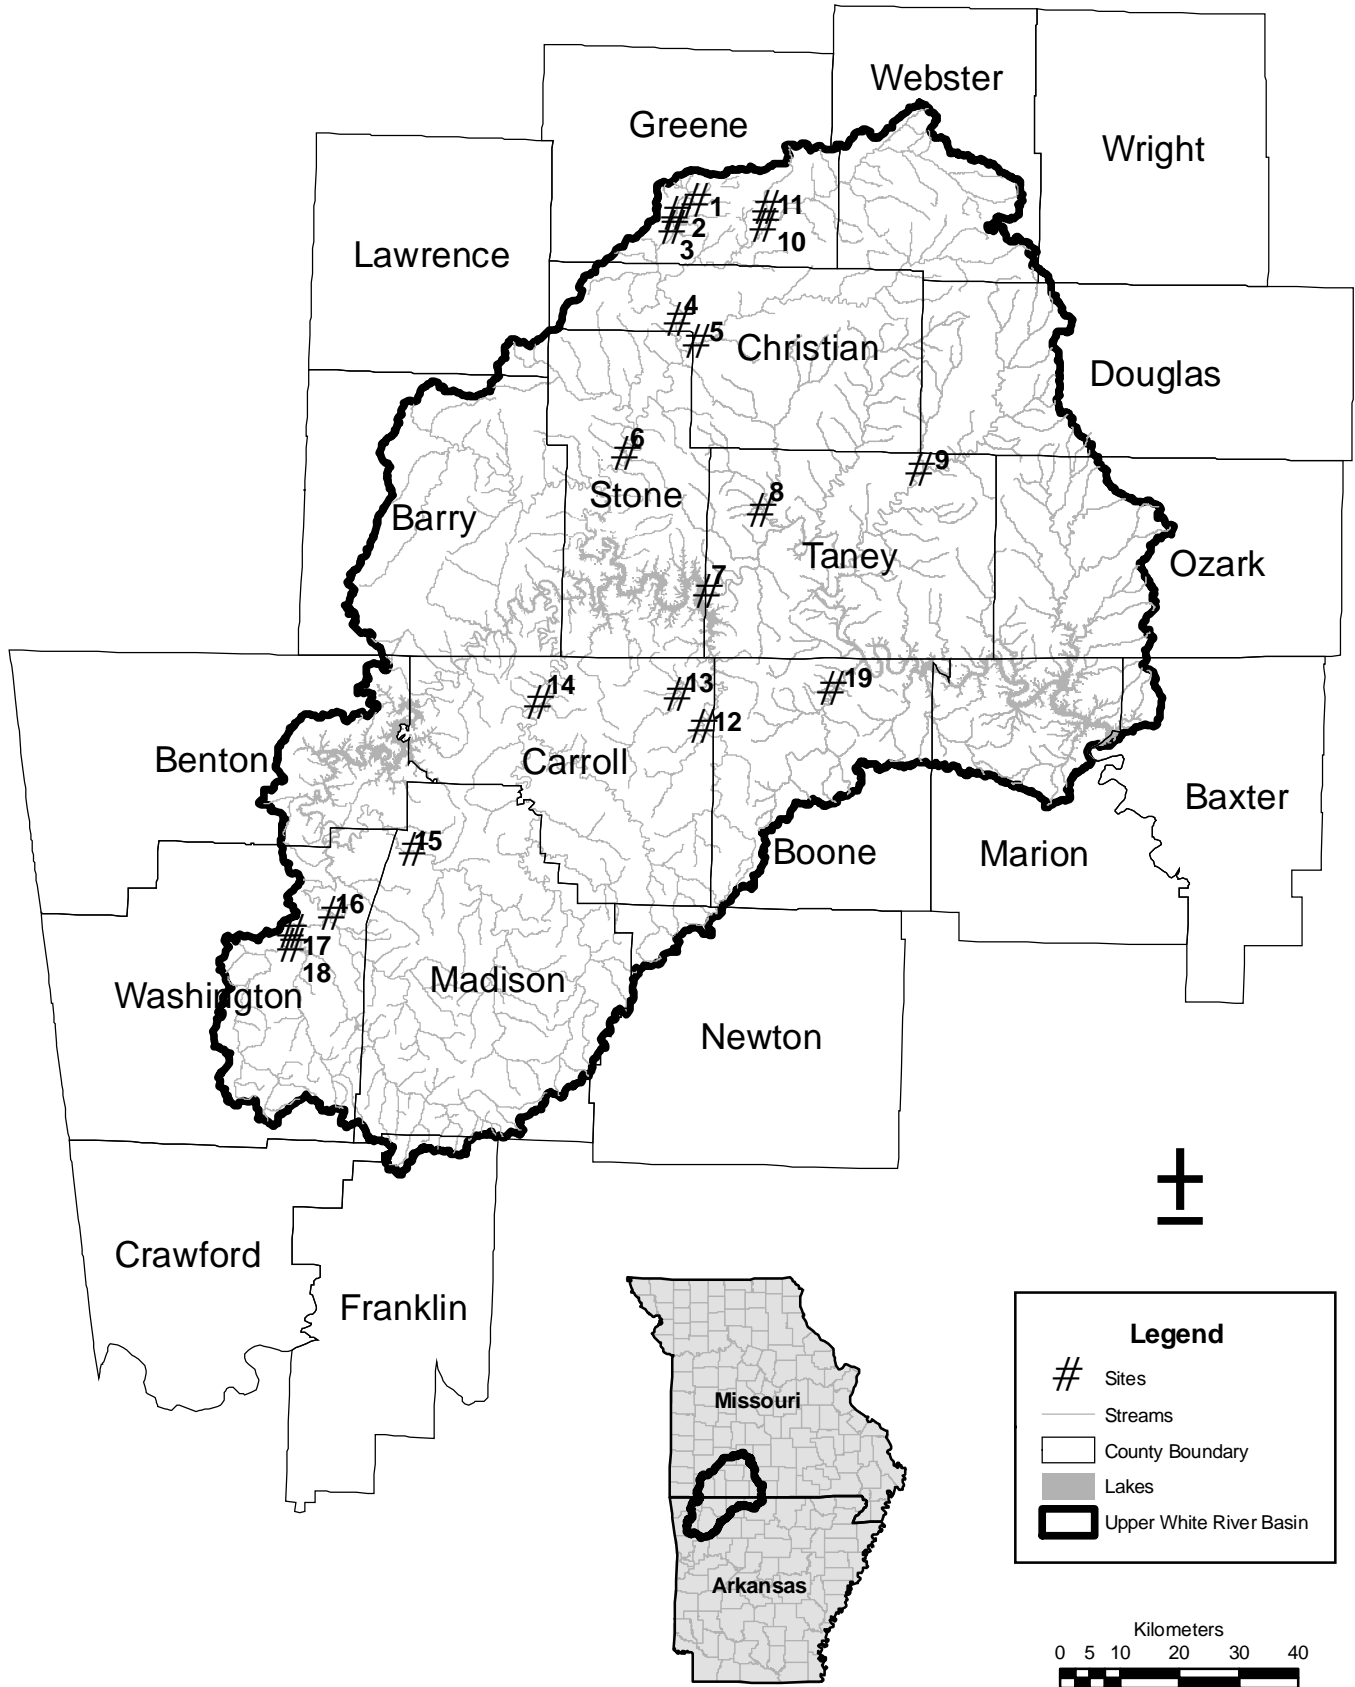 Webster
Greene
Wright
1
11
2
10
3
Lawrence
4
5
Christian
Douglas
6
9
Stone
8
Barry
Taney
Ozark
7
14
13
19
12
Benton
Carroll
Baxter
15
Boone
Marion
16
17
18
Madison
Washington
Newton
Crawford
Franklin
Missouri
Arkansas
Legend
# Sites
Streams
County Boundary
Lakes
Upper White River Basin
Kilometers
0 5 10 20 30 40